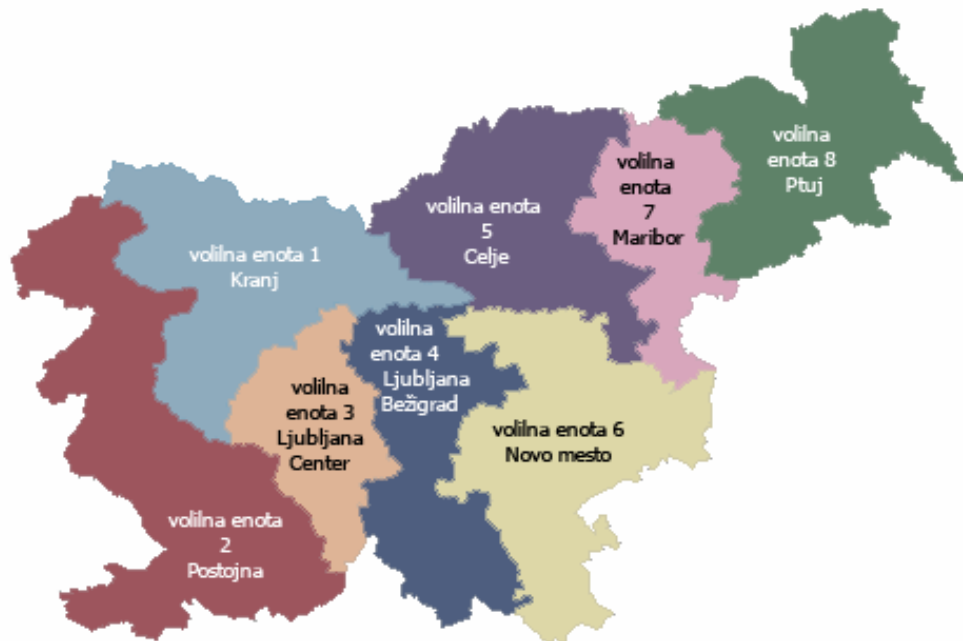 volilna enota 1
Kranj
volilna enota
2
Postojna
volilna
enota 3
Ljubljana
Center
volilna
enota 4
Ljubljana
Bežigrad
volilna enota
5
Celje
volilna enota 6
Novo mesto
volilna
enota
7
Maribor
volilna
enota 8
Ptuj